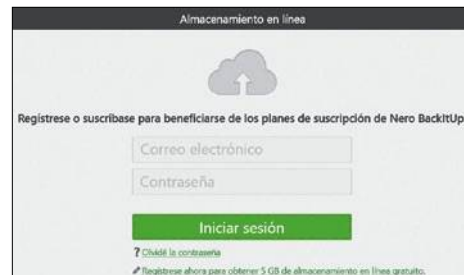 Almacenamiento en línea
Regístrese o suscríbase para beneficiarse de los planes de suscripción de Nero BackItUp
Correo electrónico
Contraseña
Iniciar sesión
? Olvidé la contraseña
Regístrese ahora para obtener 5 GB de almacenamiento en línea gratuito.